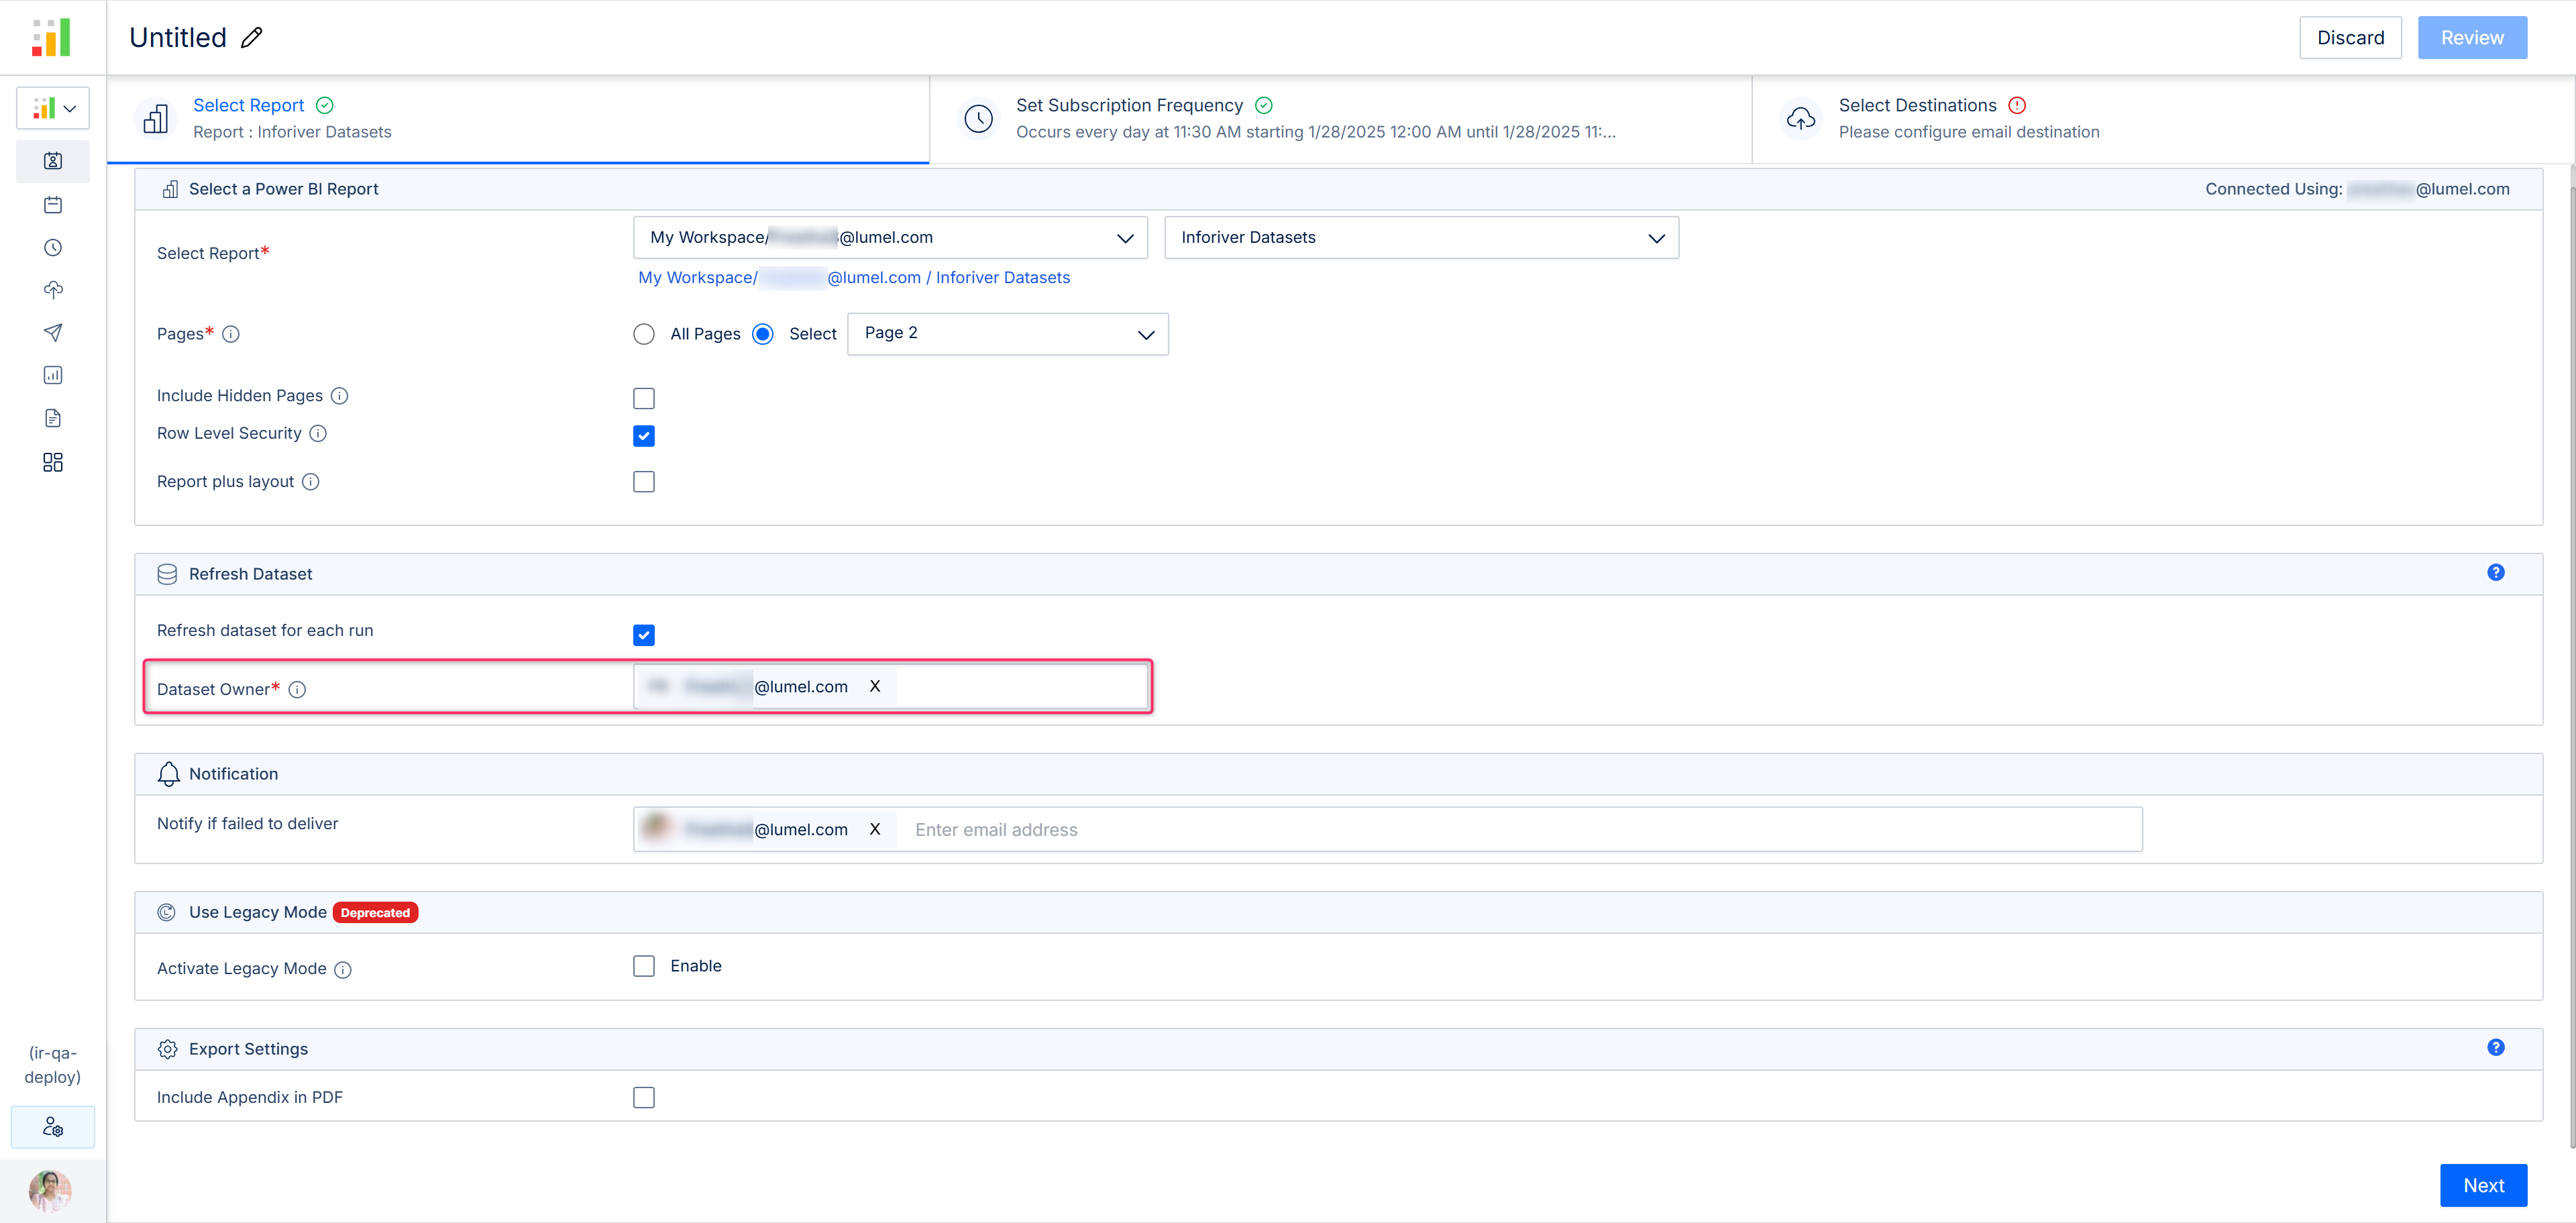 Untitled
Discard
Review
Select Report
Report : Inforiver Datasets
Set Subscription Frequency
Occurs every day at 11:30 AM starting 1/28/2025 12:00 AM until 1/28/2025 11:...
Select Destinations
Please configure email destination
Select a Power BI Report
Connected Using: @lumel.com
Select Report*
My Workspace/ @lumel.com
Inforiver Datasets
My Workspace/ @lumel.com / Inforiver Datasets
Pages*
All Pages
Select
Page 2
Include Hidden Pages
Row Level Security
Report plus layout
Refresh Dataset
Refresh dataset for each run
Dataset Owner*
@lumel.com X
Notification
Notify if failed to deliver
@lumel.com X
Enter email address
Use Legacy Mode Deprecated
Activate Legacy Mode
Enable
Export Settings
Include Appendix in PDF
(ir-qa-
deploy)
Next